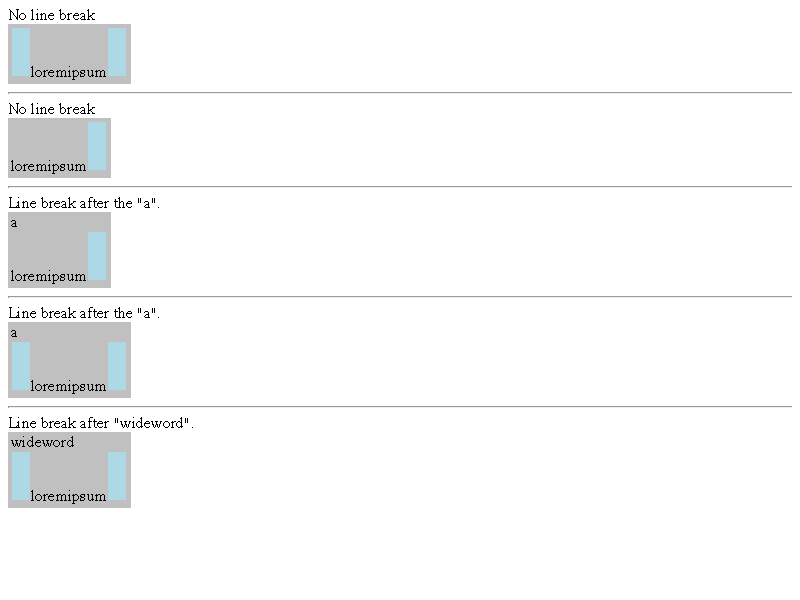 No line break
loremipsum
No line break
loremipsum
Line break after the "a".
a
loremipsum
Line break after the "a".
a
loremipsum
Line break after "wideword".
wideword
loremipsum